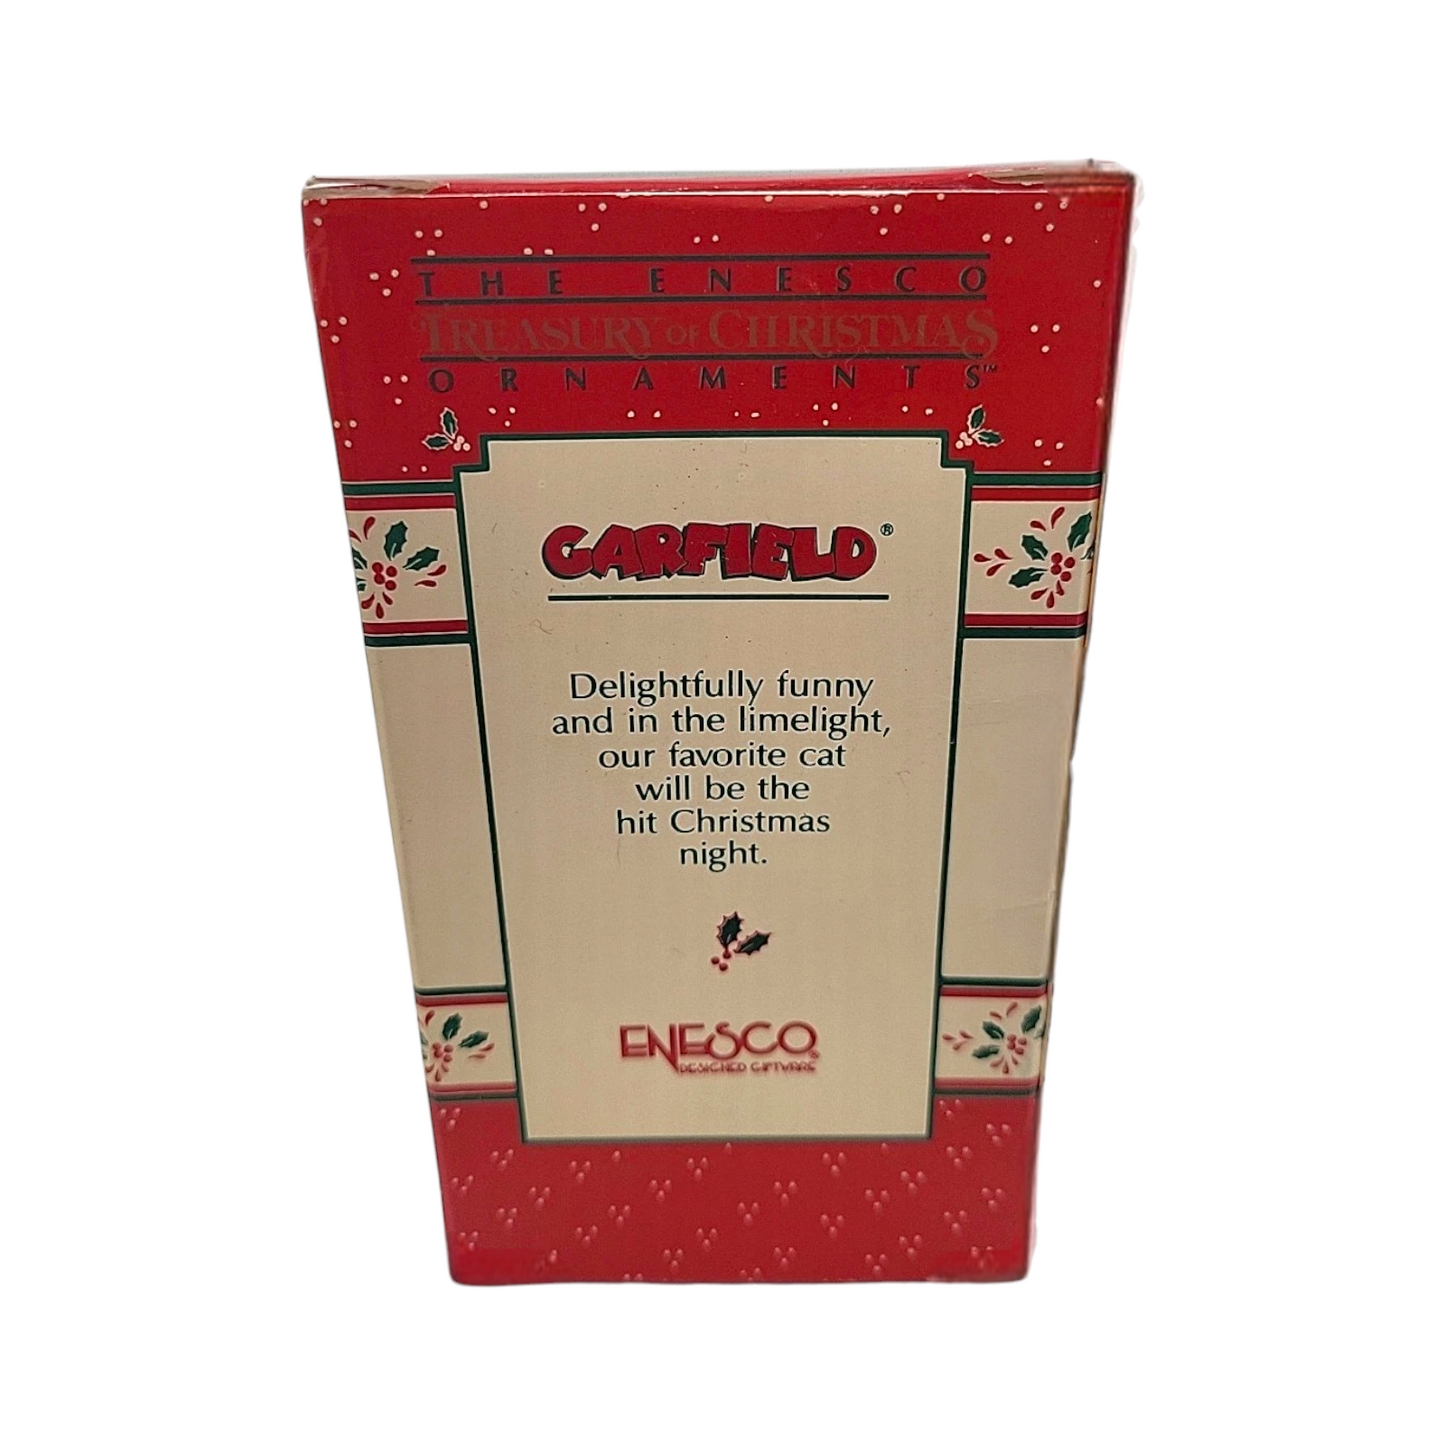 THE ENESCO
TREASURY OF CHRISTMAS
ORNAMENTS™
GARFIELD®
Delightfully funny
and in the limelight,
our favorite cat
will be the
hit Christmas
night.
ENESCO®
DESIGNED GIFTWARE